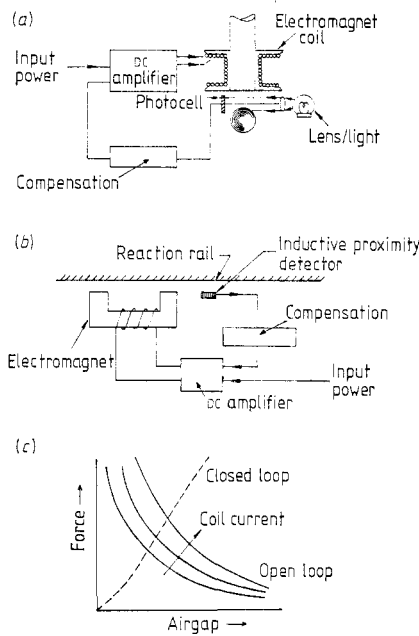 (a)
Electromagnet
coil
Input
power
DC
amplifier
Photocell
Lens/light
Compensation
(b)
Reaction rail
Inductive proximity
detector
Compensation
Electromagnet
DC amplifier
Input
power
(c)
Closed loop
Coil current
Open loop
Force →
Airgap →